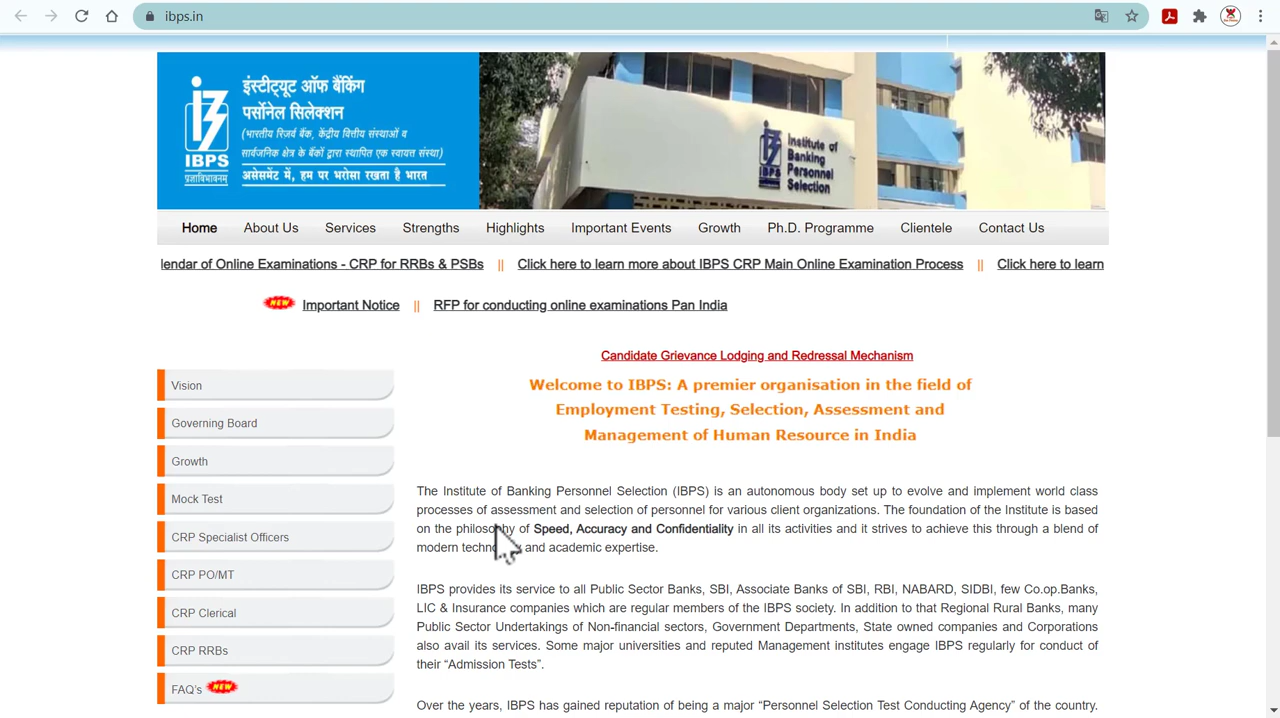 ibps.in
इंस्टीट्यूट ऑफ बैंकिंग
पर्सोनेल सिलेक्शन
(भारतीय रिजर्व बैंक, केंद्रीय वित्तीय संस्थाओं व
सार्वजनिक क्षेत्र के बैंकों द्वारा स्थापित एक स्वायत्त संस्था)
IBPS
प्रज्ञाविभावनम्
असेसमेंट में, हम पर भरोसा रखता है भारत
Institute of
Banking
Personnel
Selection
Home About Us Services Strengths Highlights Important Events Growth Ph.D. Programme Clientele Contact Us
lendar of Online Examinations - CRP for RRBs & PSBs || Click here to learn more about IBPS CRP Main Online Examination Process || Click here to learn
NEW Important Notice || RFP for conducting online examinations Pan India
Candidate Grievance Lodging and Redressal Mechanism
Welcome to IBPS: A premier organisation in the field of
Employment Testing, Selection, Assessment and
Management of Human Resource in India
Vision
Governing Board
Growth
Mock Test
CRP Specialist Officers
CRP PO/MT
CRP Clerical
CRP RRBs
FAQ's NEW
The Institute of Banking Personnel Selection (IBPS) is an autonomous body set up to evolve and implement world class
processes of assessment and selection of personnel for various client organizations. The foundation of the Institute is based
on the philosophy of Speed, Accuracy and Confidentiality in all its activities and it strives to achieve this through a blend of
modern technology and academic expertise.
IBPS provides its service to all Public Sector Banks, SBI, Associate Banks of SBI, RBI, NABARD, SIDBI, few Co.op.Banks,
LIC & Insurance companies which are regular members of the IBPS society. In addition to that Regional Rural Banks, many
Public Sector Undertakings of Non-financial sectors, Government Departments, State owned companies and Corporations
also avail its services. Some major universities and reputed Management institutes engage IBPS regularly for conduct of
their “Admission Tests”.
Over the years, IBPS has gained reputation of being a major “Personnel Selection Test Conducting Agency” of the country.